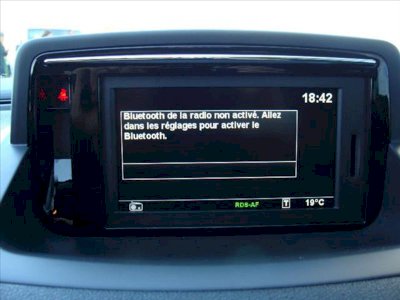 18:42
Bluetooth de la radio non activé. Allez
dans les réglages pour activer le
Bluetooth.
RDS-AF
T
19°C